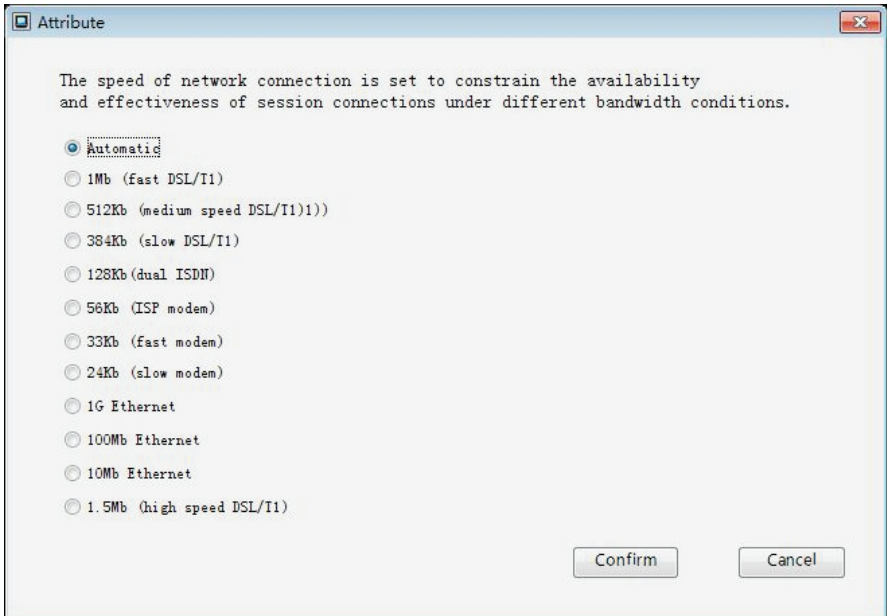 Attribute
The speed of network connection is set to constrain the availability
and effectiveness of session connections under different bandwidth conditions.
Automatic
1Mb (fast DSL/T1)
512Kb (medium speed DSL/T1)1))
384Kb (slow DSL/T1)
128Kb(dual ISDN)
56Kb (ISP modem)
33Kb (fast modem)
24Kb (slow modem)
1G Ethernet
100Mb Ethernet
10Mb Ethernet
1.5Mb (high speed DSL/T1)
Confirm Cancel